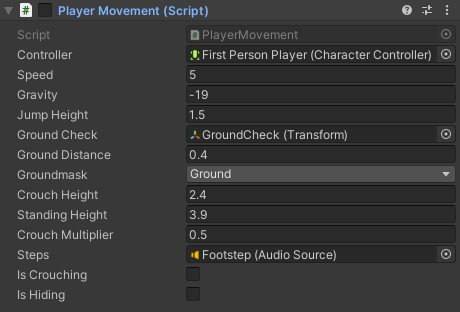 # Player Movement (Script)
Script # PlayerMovement
Controller First Person Player (Character Controller)
Speed 5
Gravity -19
Jump Height 1.5
Ground Check GroundCheck (Transform)
Ground Distance 0.4
Groundmask Ground
Crouch Height 2.4
Standing Height 3.9
Crouch Multiplier 0.5
Steps Footstep (Audio Source)
Is Crouching
Is Hiding